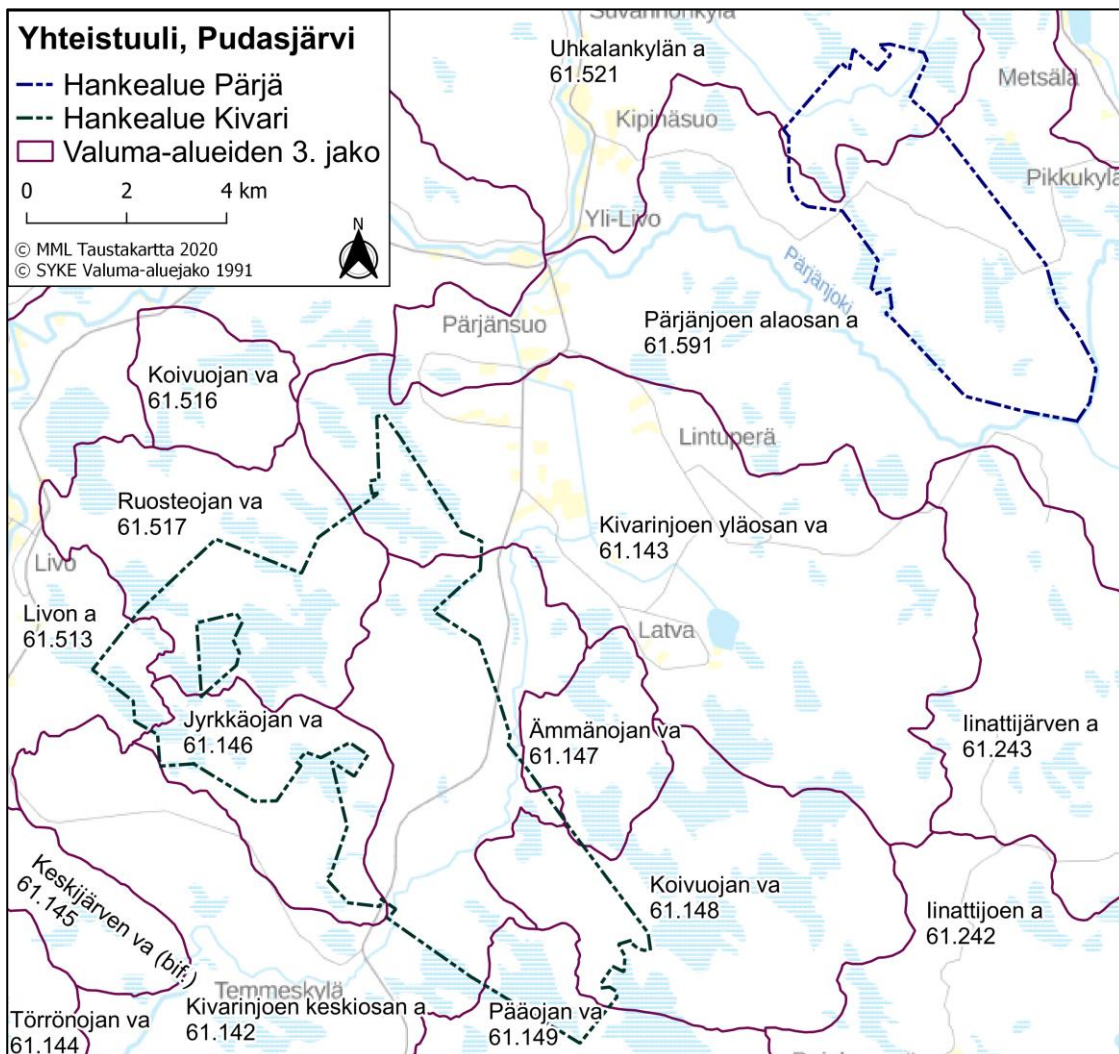 Yhteistuuli, Pudasjärvi
Hankealue Pärjä
Hankealue Kivari
Valuma-alueiden 3. jako
0 2 4 km
N
© MML Taustakartta 2020
© SYKE Valuma-aluejako 1991
Uhkalankylän a
61.521
Metsälä
Kipinäsuo
Pikkukylä
Yli-Livo
Pärjänjoki
Pärjänsuo
Pärjänjoen alaosan a
61.591
Koivuojan va
61.516
Lintuperä
Ruosteojan va
61.517
Kivarinjoen yläosan va
61.143
Livo
Livon a
61.513
Latva
Jyrkkäojan va
61.146
Ämmänojan va
61.147
Iinattijärven a
61.243
Keskijärven va (bif.)
61.145
Koivuojan va
61.148
Iinattijoen a
61.242
Temmeskylä
Törrönojan va
61.144
Kivarinjoen keskiosan a
61.142
Pääojan va
61.149